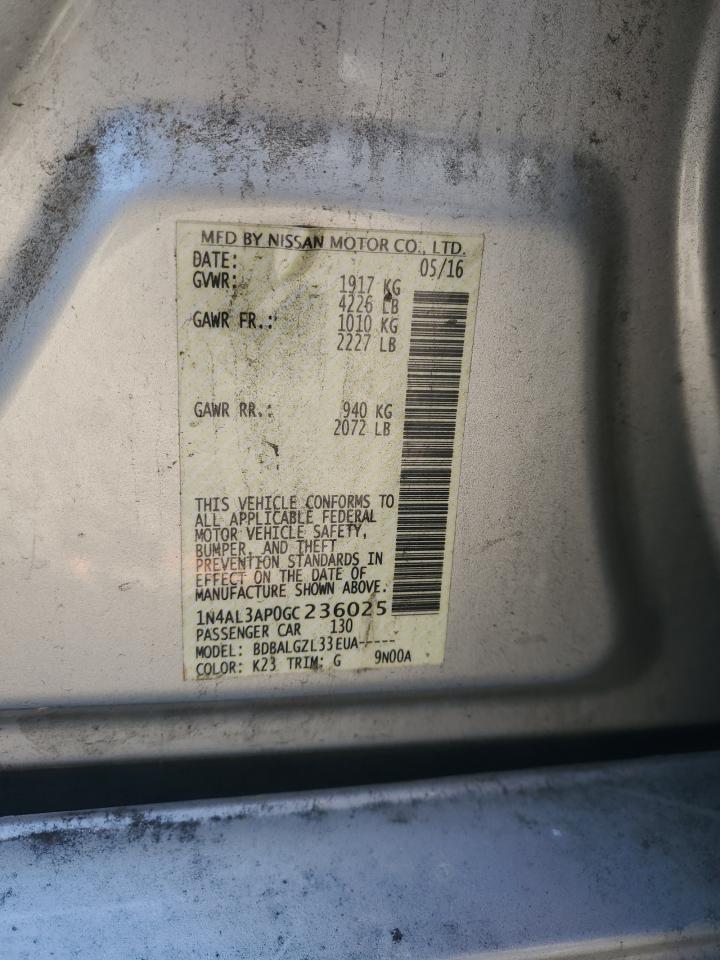 MFD BY NISSAN MOTOR CO., LTD.
DATE: 05/16
GVWR: 1917 KG
4226 LB
GAWR FR.: 1010 KG
2227 LB
GAWR RR.: 940 KG
2072 LB
THIS VEHICLE CONFORMS TO
ALL APPLICABLE FEDERAL
MOTOR VEHICLE SAFETY,
BUMPER, AND THEFT
PREVENTION STANDARDS IN
EFFECT ON THE DATE OF
MANUFACTURE SHOWN ABOVE.
1N4AL3AP0GC236025
PASSENGER CAR 130
MODEL: BDBALGZL33EUA-----
COLOR: K23 TRIM: G 9N00A